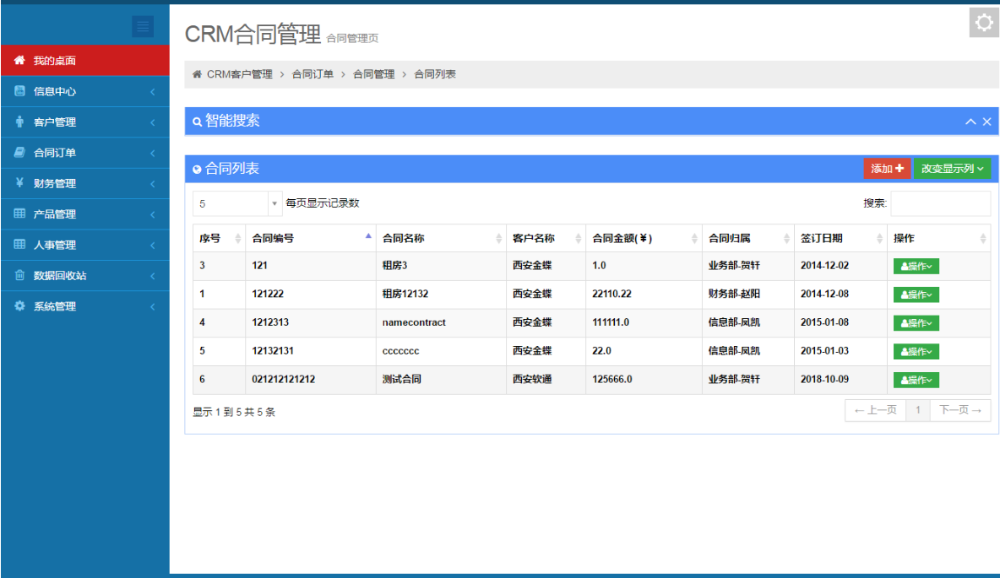 CRM合同管理 合同管理页
我的桌面
信息中心
客户管理
合同订单
财务管理
产品管理
人事管理
数据回收站
系统管理
CRM客户管理 > 合同订单 > 合同管理 > 合同列表
智能搜索
合同列表 添加 改变显示列
5 每页显示记录数 搜索:
序号 合同编号 合同名称 客户名称 合同金额(¥) 合同归属 签订日期 操作
3 121 租房3 西安金蝶 1.0 业务部-贺轩 2014-12-02 操作
1 121222 租房12132 西安金蝶 22110.22 财务部-赵阳 2014-12-08 操作
4 1212313 namecontract 西安金蝶 111111.0 信息部-凤凯 2015-01-08 操作
5 12132131 ccccccc 西安金蝶 22.0 信息部-凤凯 2015-01-03 操作
6 021212121212 测试合同 西安软通 125666.0 业务部-贺轩 2018-10-09 操作
显示 1 到 5 共 5 条 ←上一页 1 下一页→